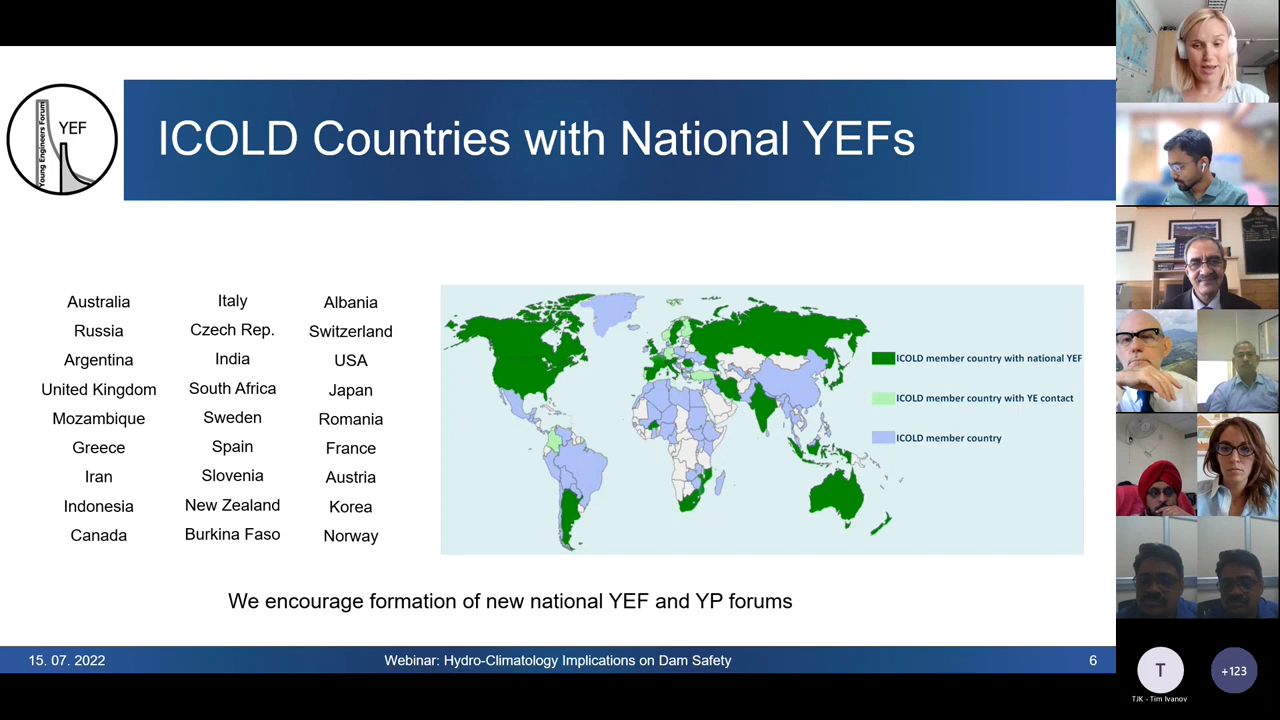 Young Engineers Forum
YEF
ICOLD Countries with National YEFs
Australia
Russia
Argentina
United Kingdom
Mozambique
Greece
Iran
Indonesia
Canada
Italy
Czech Rep.
India
South Africa
Sweden
Spain
Slovenia
New Zealand
Burkina Faso
Albania
Switzerland
USA
Japan
Romania
France
Austria
Korea
Norway
ICOLD member country with national YEF
ICOLD member country with YE contact
ICOLD member country
We encourage formation of new national YEF and YP forums
15. 07. 2022
Webinar: Hydro-Climatology Implications on Dam Safety
6
T
TJK - Tim Ivanov
+123